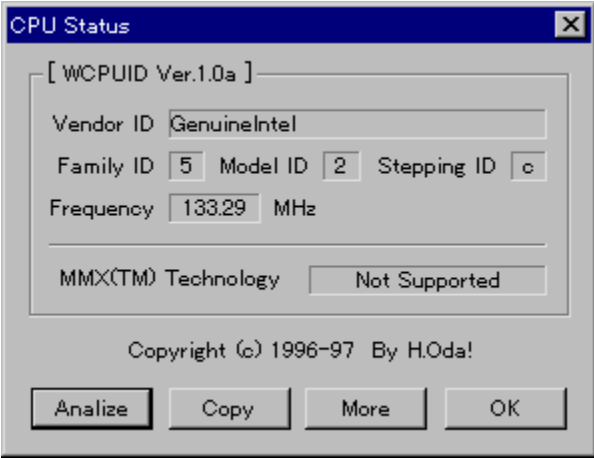 CPU Status
[ WCPUID Ver.1.0a ]
Vendor ID GenuineIntel
Family ID 5 Model ID 2 Stepping ID c
Frequency 133.29 MHz
MMX(TM) Technology Not Supported
Copyright (c) 1996-97 By H.Oda!
Analize Copy More OK